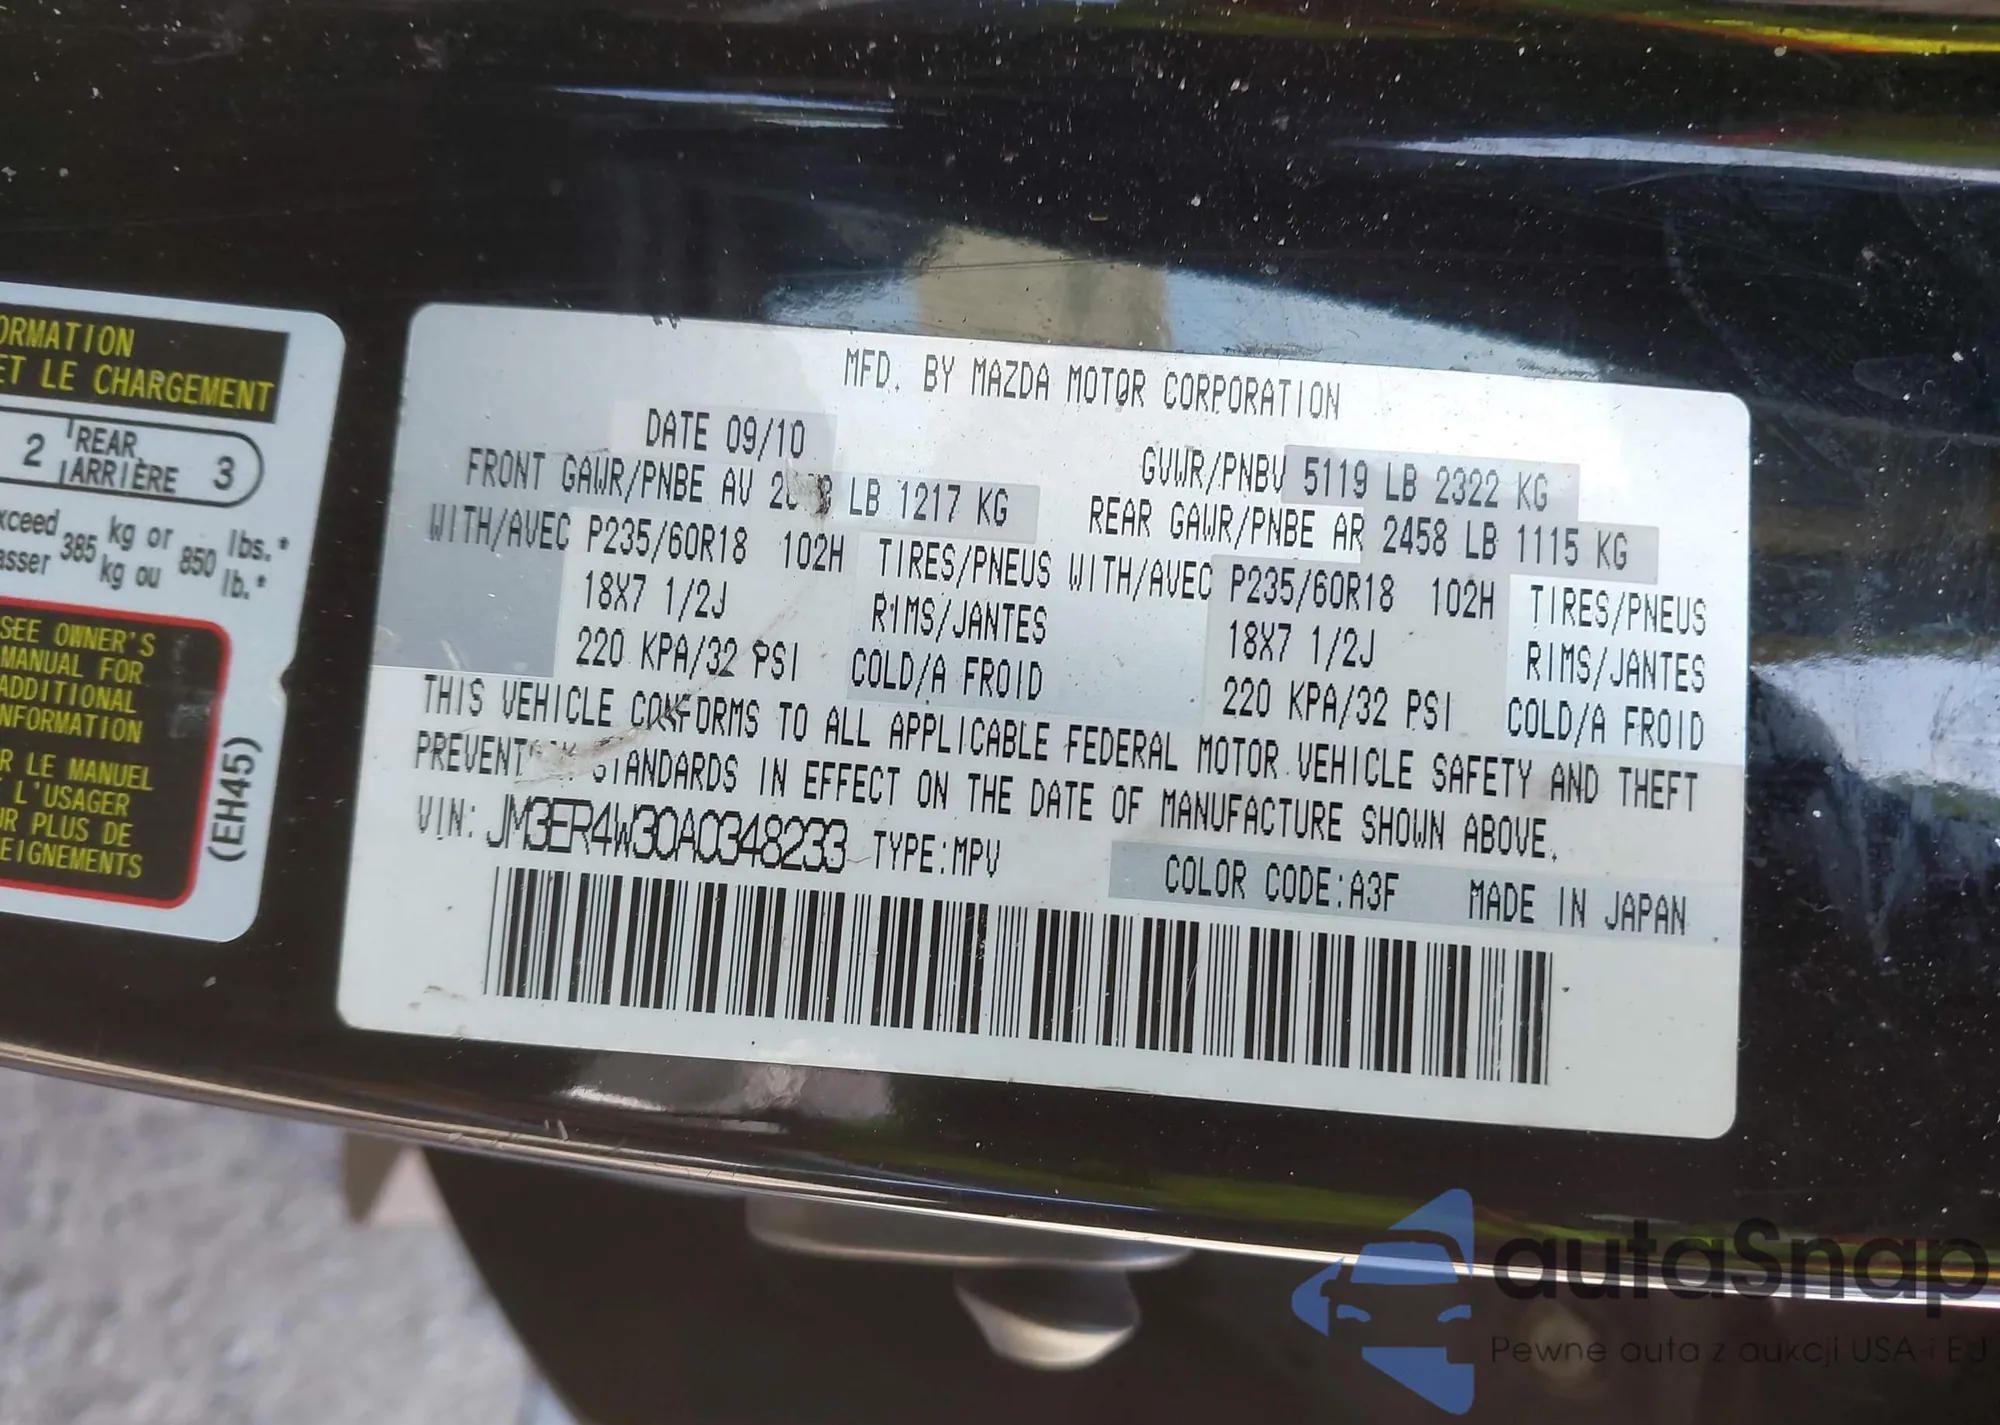 ORMATION
ET LE CHARGEMENT
2 REAR ARRIÈRE 3
xceed 385 kg or 850 lbs.*
asser kg ou lb.*
SEE OWNER'S
MANUAL FOR
ADDITIONAL
NFORMATION
R LE MANUEL
L'USAGER
UR PLUS DE
EIGNEMENTS
(EH45)
MFD. BY MAZDA MOTOR CORPORATION
DATE 09/10 GVWR/PNBV 5119 LB 2322 KG
FRONT GAWR/PNBE AV LB 1217 KG REAR GAWR/PNBE AR 2458 LB 1115 KG
WITH/AVEC P235/60R18 102H TIRES/PNEUS WITH/AVEC P235/60R18 102H TIRES/PNEUS
18X7 1/2J RIMS/JANTES 18X7 1/2J RIMS/JANTES
220 KPA/32 PSI COLD/A FROID 220 KPA/32 PSI COLD/A FROID
THIS VEHICLE CONFORMS TO ALL APPLICABLE FEDERAL MOTOR VEHICLE SAFETY AND THEFT
PREVENTION STANDARDS IN EFFECT ON THE DATE OF MANUFACTURE SHOWN ABOVE.
VIN: JM3ER4W30A0348233 TYPE:MPV
COLOR CODE:A3F MADE IN JAPAN
autaSnap
Pewne auta z aukcji USA i EU